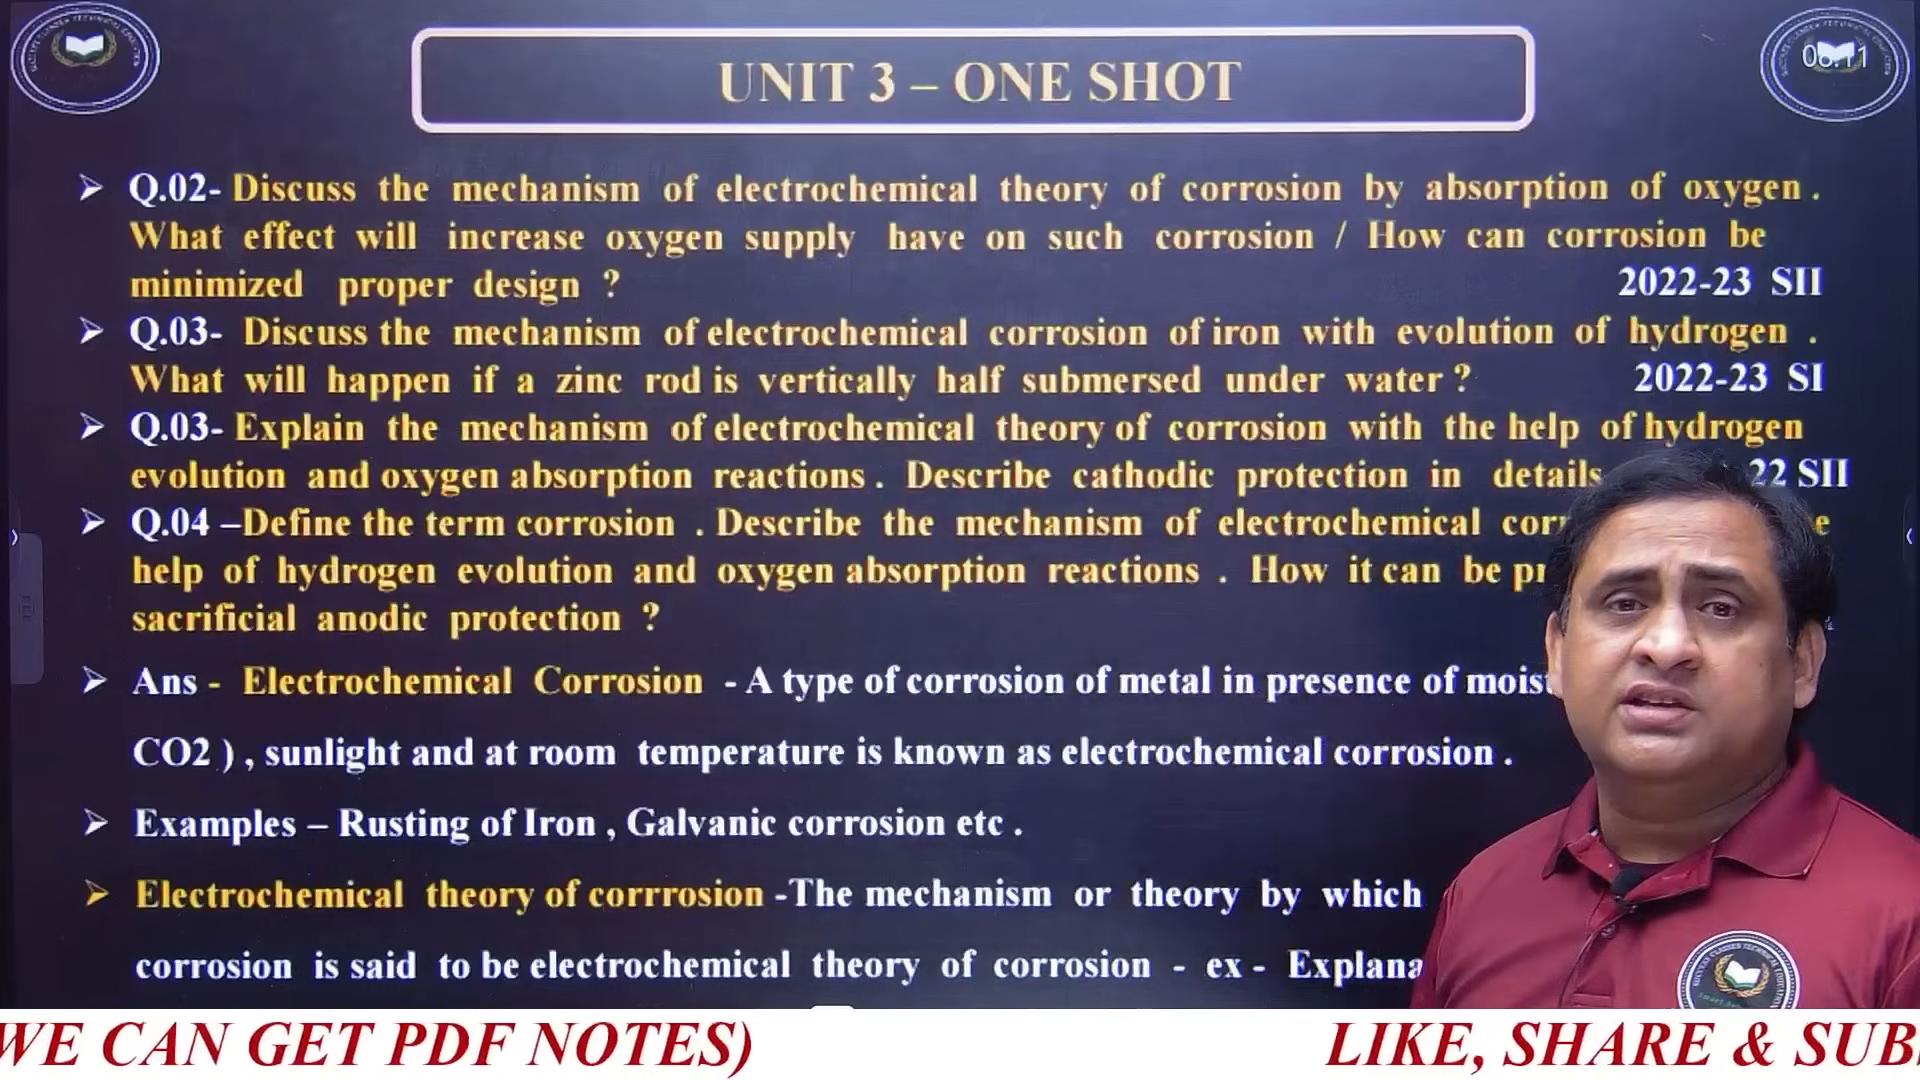 UNIT 3 – ONE SHOT
Q.02- Discuss the mechanism of electrochemical theory of corrosion by absorption of oxygen .
What effect will increase oxygen supply have on such corrosion / How can corrosion be
minimized proper design ?
2022-23 SII
Q.03- Discuss the mechanism of electrochemical corrosion of iron with evolution of hydrogen .
What will happen if a zinc rod is vertically half submersed under water ?
2022-23 SI
Q.03- Explain the mechanism of electrochemical theory of corrosion with the help of hydrogen
evolution and oxygen absorption reactions . Describe cathodic protection in details
22 SII
Q.04 –Define the term corrosion . Describe the mechanism of electrochemical
help of hydrogen evolution and oxygen absorption reactions . How it can be
sacrificial anodic protection ?
Ans - Electrochemical Corrosion - A type of corrosion of metal in presence of
CO2 ) , sunlight and at room temperature is known as electrochemical corrosion .
Examples – Rusting of Iron , Galvanic corrosion etc .
Electrochemical theory of corrrosion -The mechanism or theory by which
corrosion is said to be electrochemical theory of corrosion - ex -
WE CAN GET PDF NOTES)
LIKE, SHARE & SUB